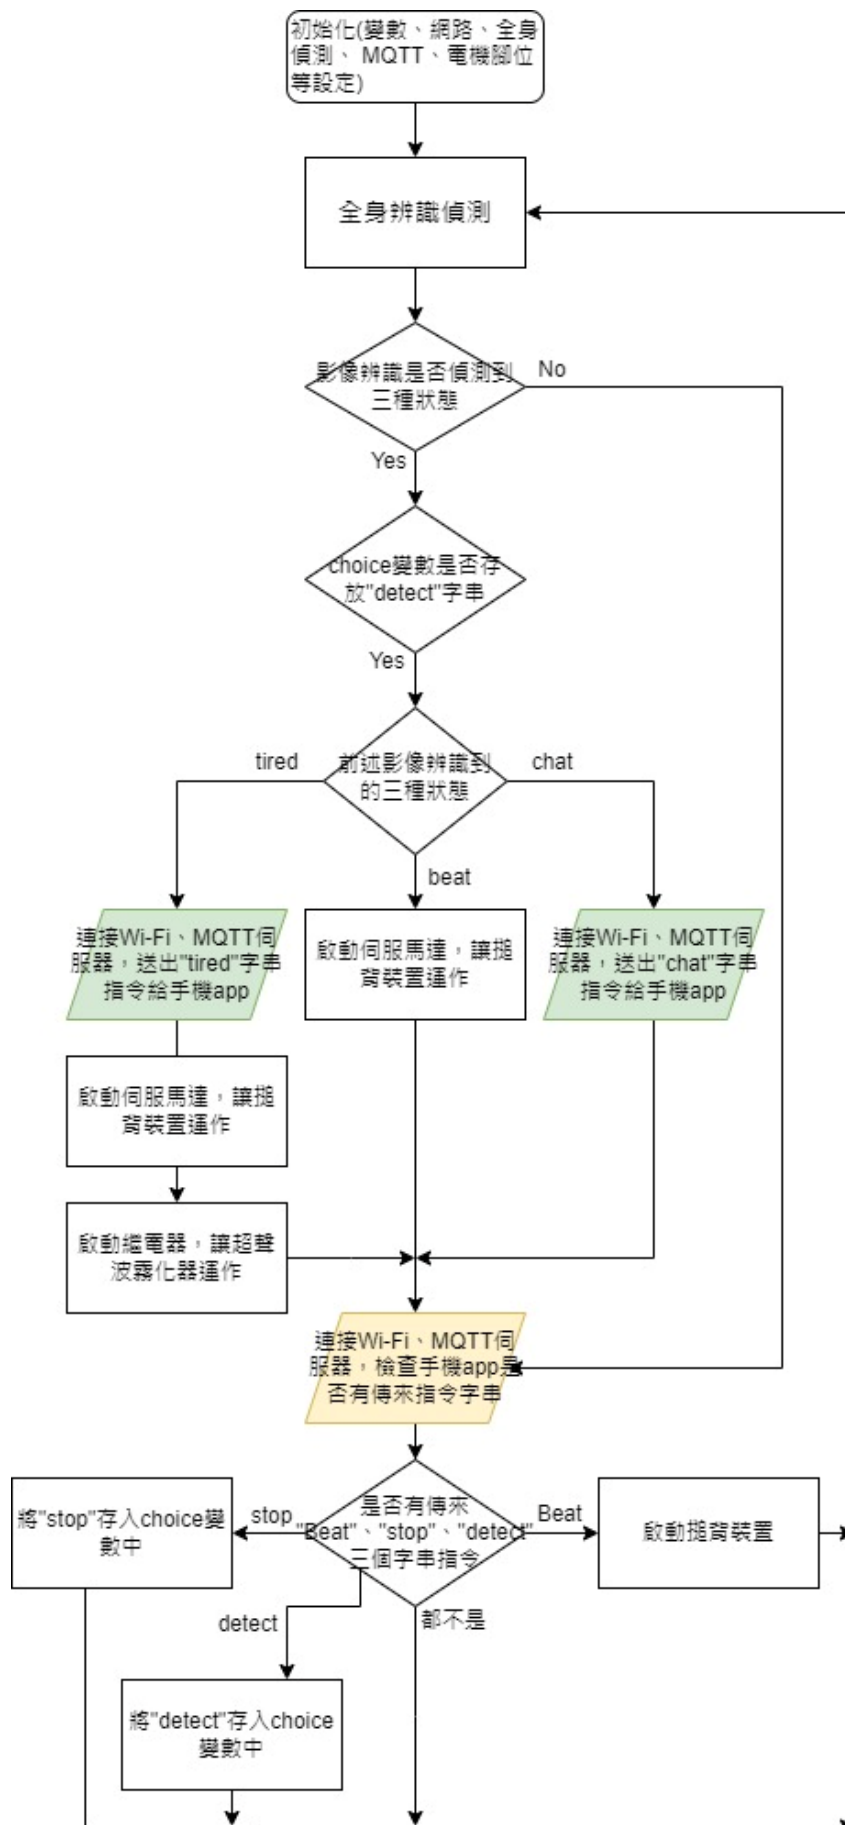 初始化(變數、網路、全身
偵測、 MQTT、電機腳位
等設定)
全身辨識偵測
影像辨識是否偵測到
三種狀態
No
Yes
choice變數是否存
放"detect"字串
Yes
前述影像辨識到
的三種狀態
tired
chat
beat
連接Wi-Fi、MQTT伺
服器，送出"tired"字串
指令給手機app
啟動伺服馬達，讓搥
背裝置運作
連接Wi-Fi、MQTT伺
服器，送出"chat"字串
指令給手機app
啟動伺服馬達，讓搥
背裝置運作
啟動繼電器，讓超聲
波霧化器運作
連接Wi-Fi、MQTT伺
服器，檢查手機app是
否有傳來指令字串
將"stop"存入choice變
數中
stop
是否有傳來
"Beat"、"stop"、"detect"
三個字串指令
Beat
啟動搥背裝置
detect
都不是
將"detect"存入choice
變數中